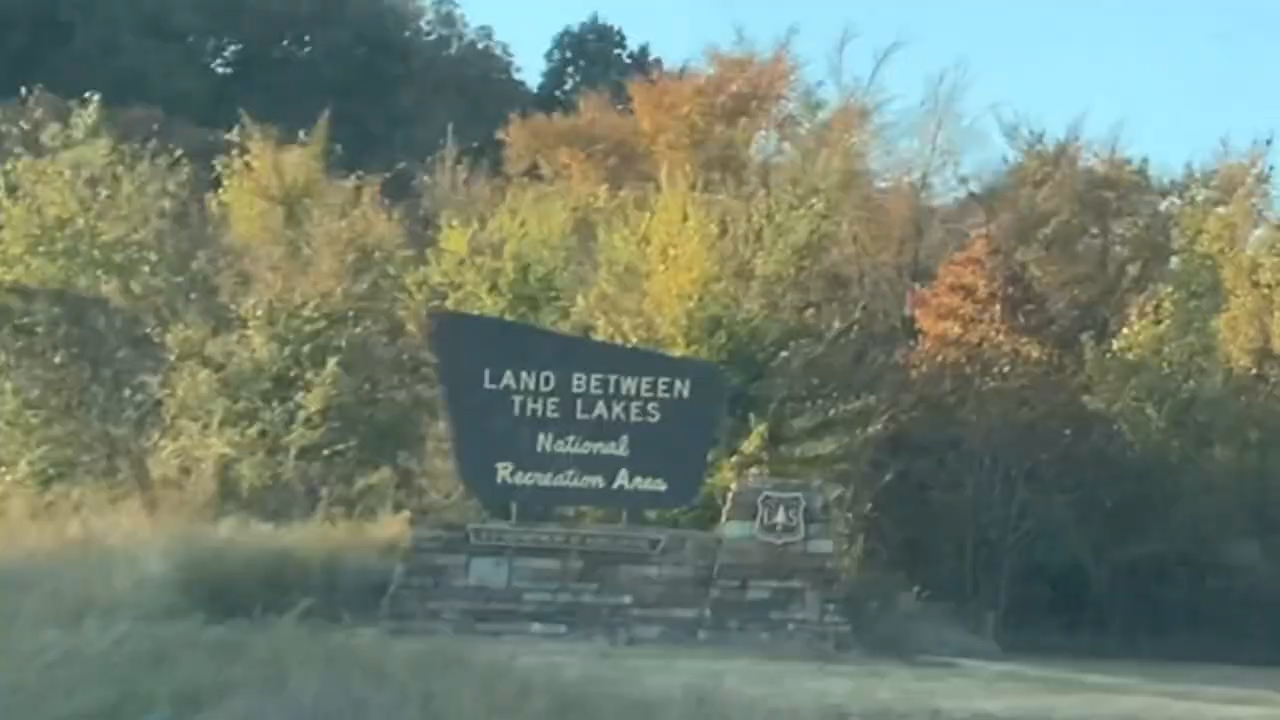 LAND BETWEEN
THE LAKES
National
Recreation Area
U S